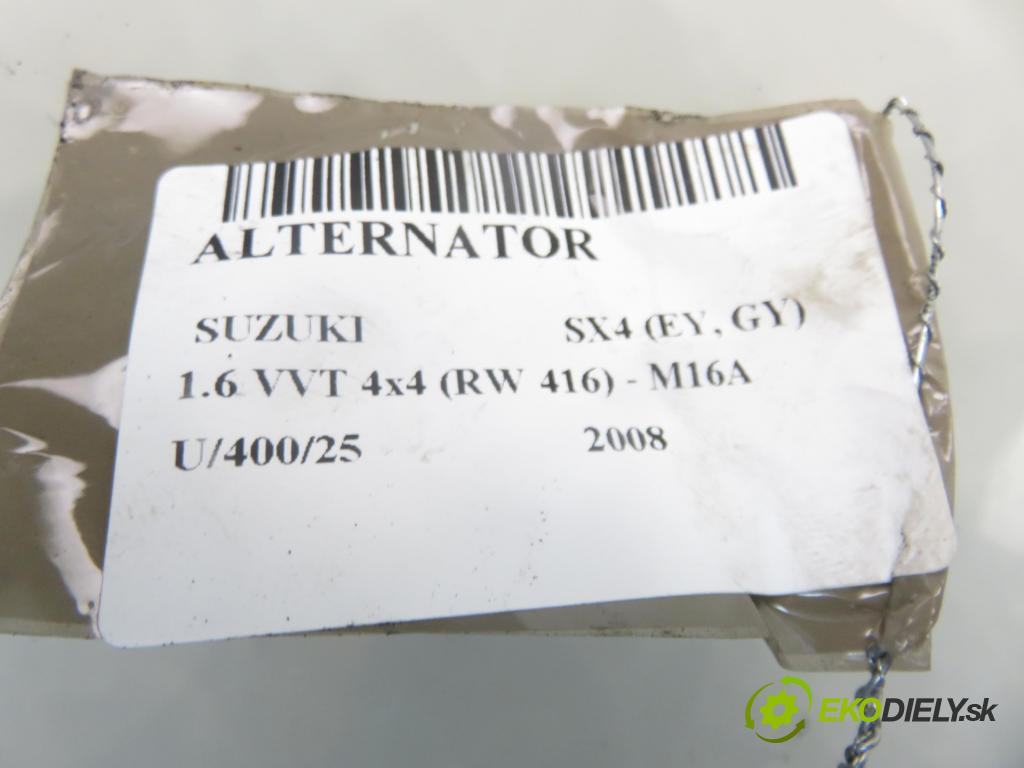 ALTERNATOR
SUZUKI SX4 (EY, GY)
1.6 VVT 4x4 (RW 416) - M16A
U/400/25 2008
EKODIELY.sk